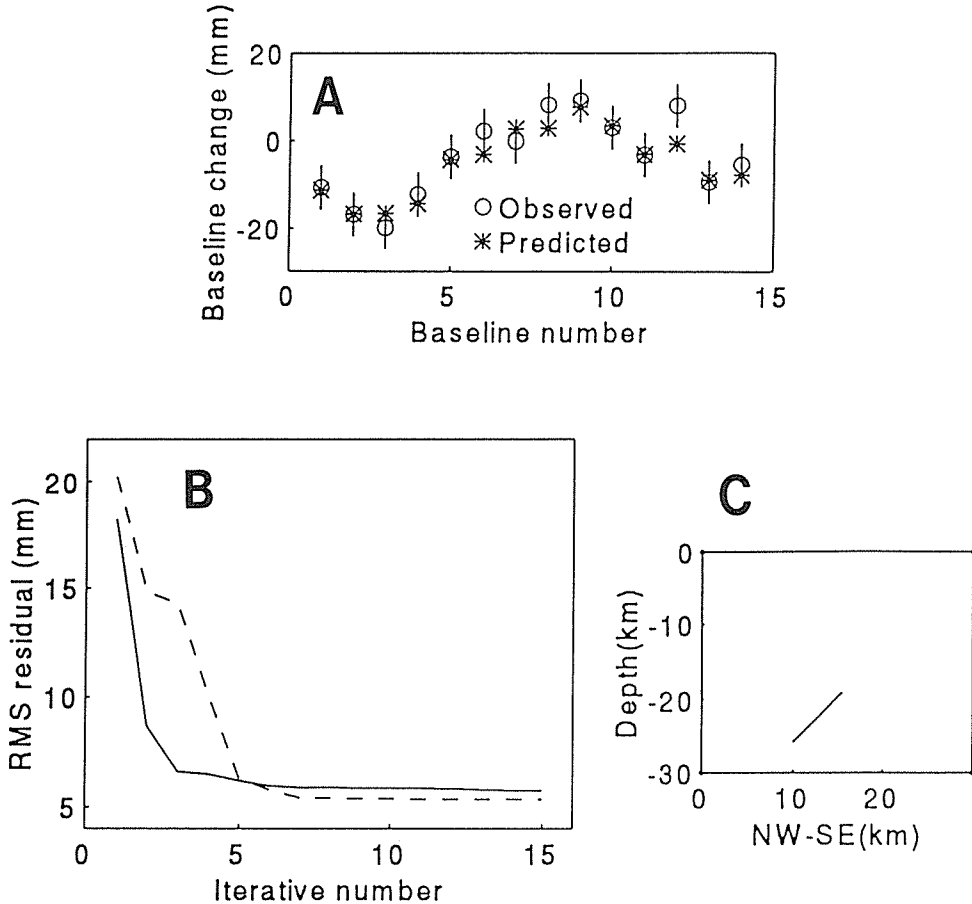 A
Baseline change (mm)
20
0
-20
○ Observed
✳ Predicted
0 5 10 15
Baseline number
B
RMS residual (mm)
20
15
10
5
0 5 10 15
Iterative number
C
Depth(km)
0
-10
-20
-30
0 10 20
NW-SE(km)